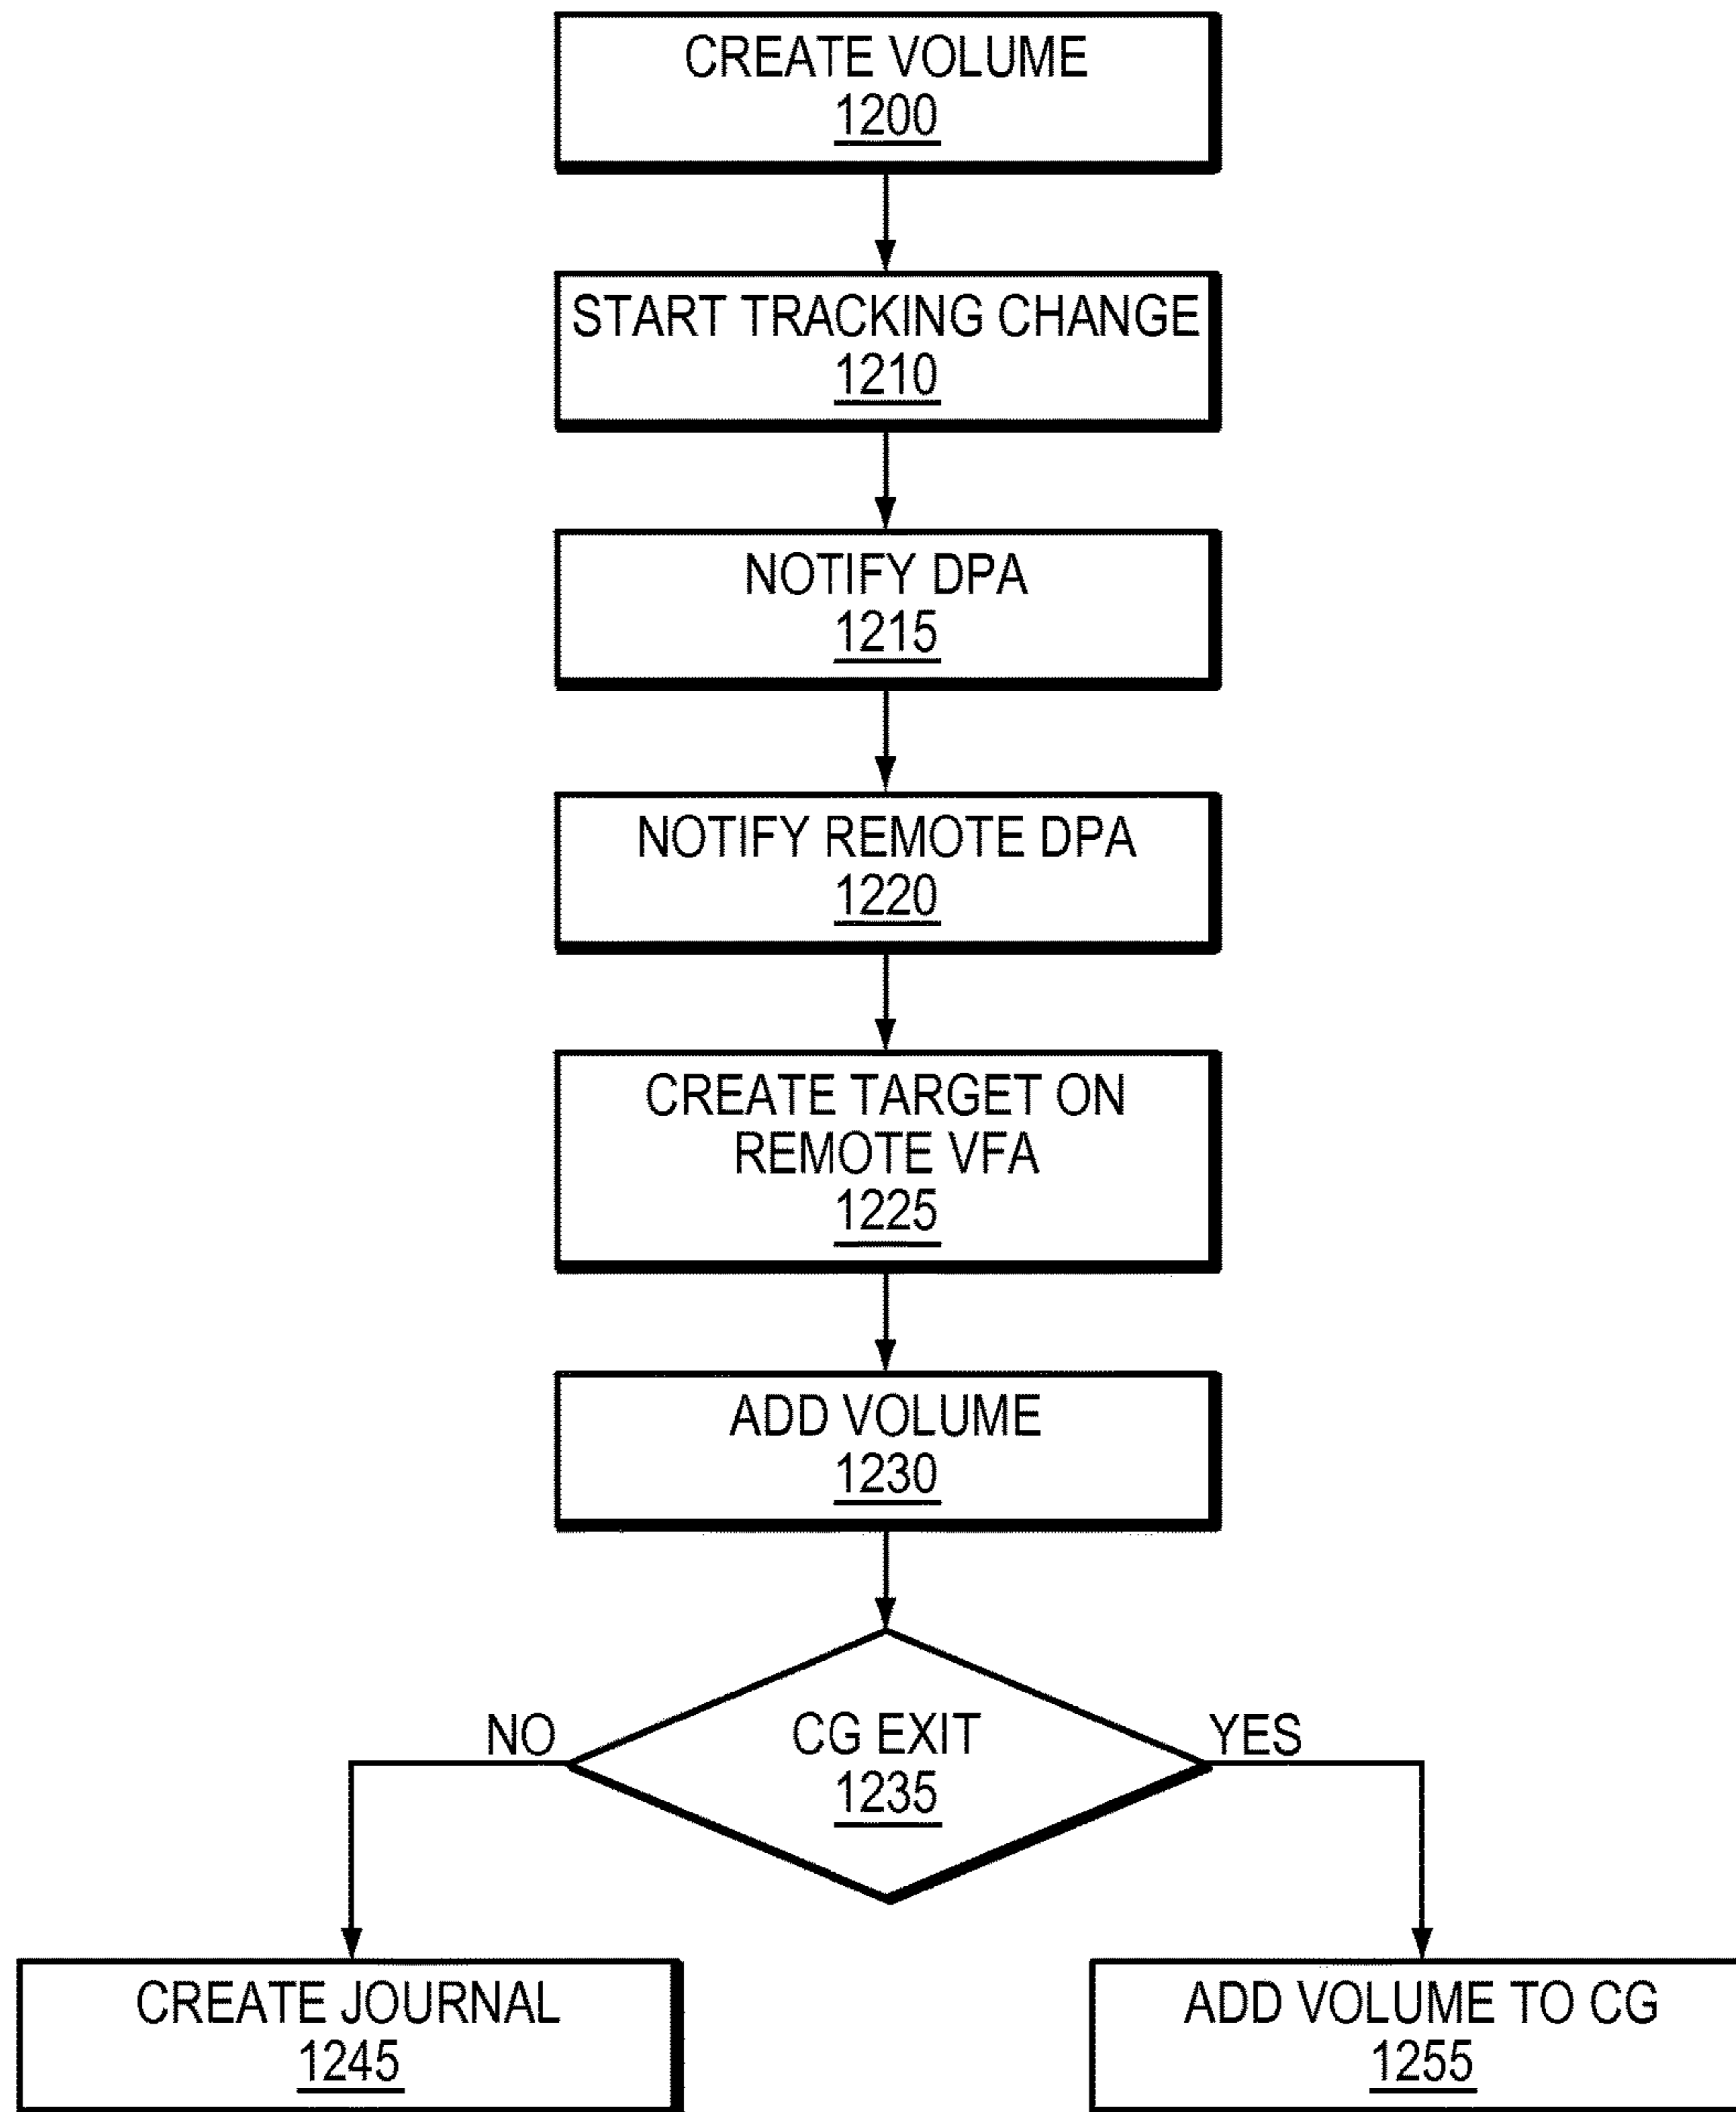 CREATE VOLUME
1200
START TRACKING CHANGE
1210
NOTIFY DPA
1215
NOTIFY REMOTE DPA
1220
CREATE TARGET ON
REMOTE VFA
1225
ADD VOLUME
1230
NO
CG EXIT
YES
1235
CREATE JOURNAL
1245
ADD VOLUME TO CG
1255